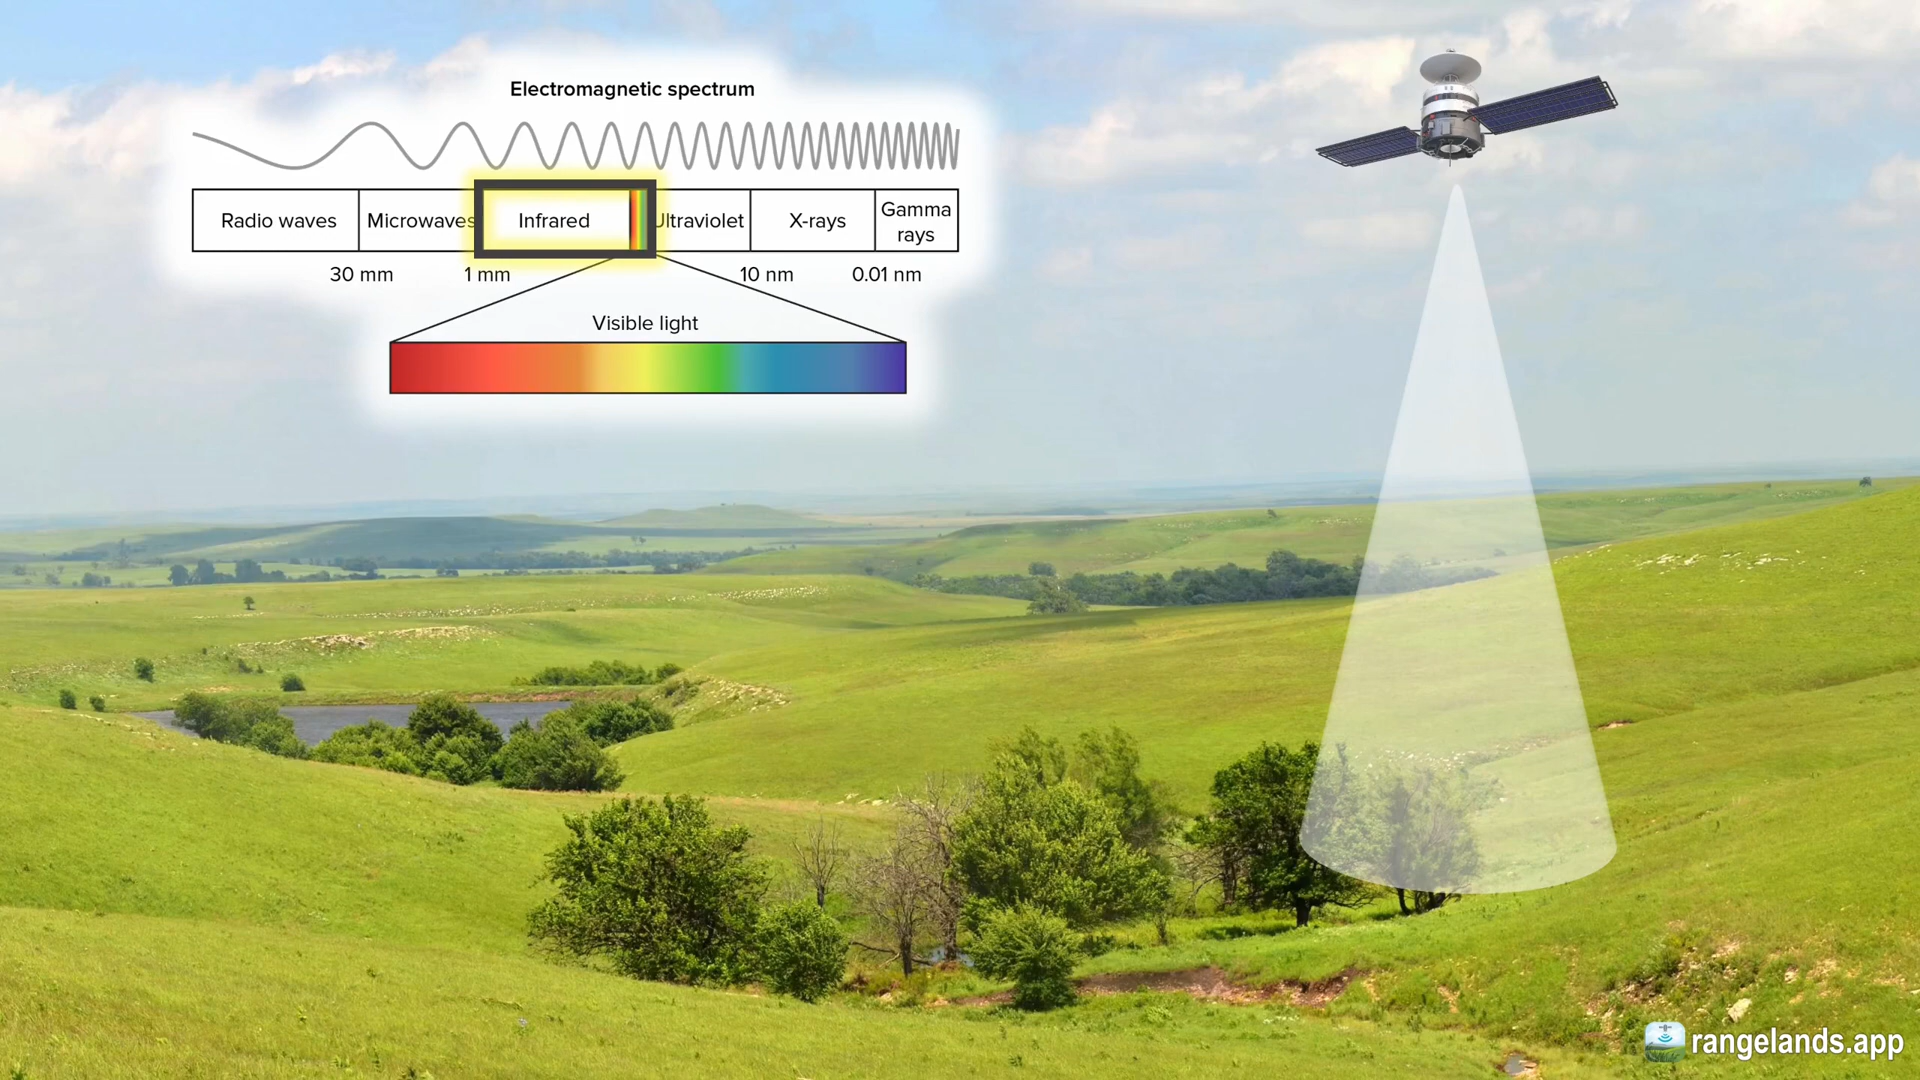 Electromagnetic spectrum
Radio waves
Microwaves
Infrared
Ultraviolet
X-rays
Gamma
rays
30 mm
1 mm
10 nm
0.01 nm
Visible light
rangelands.app